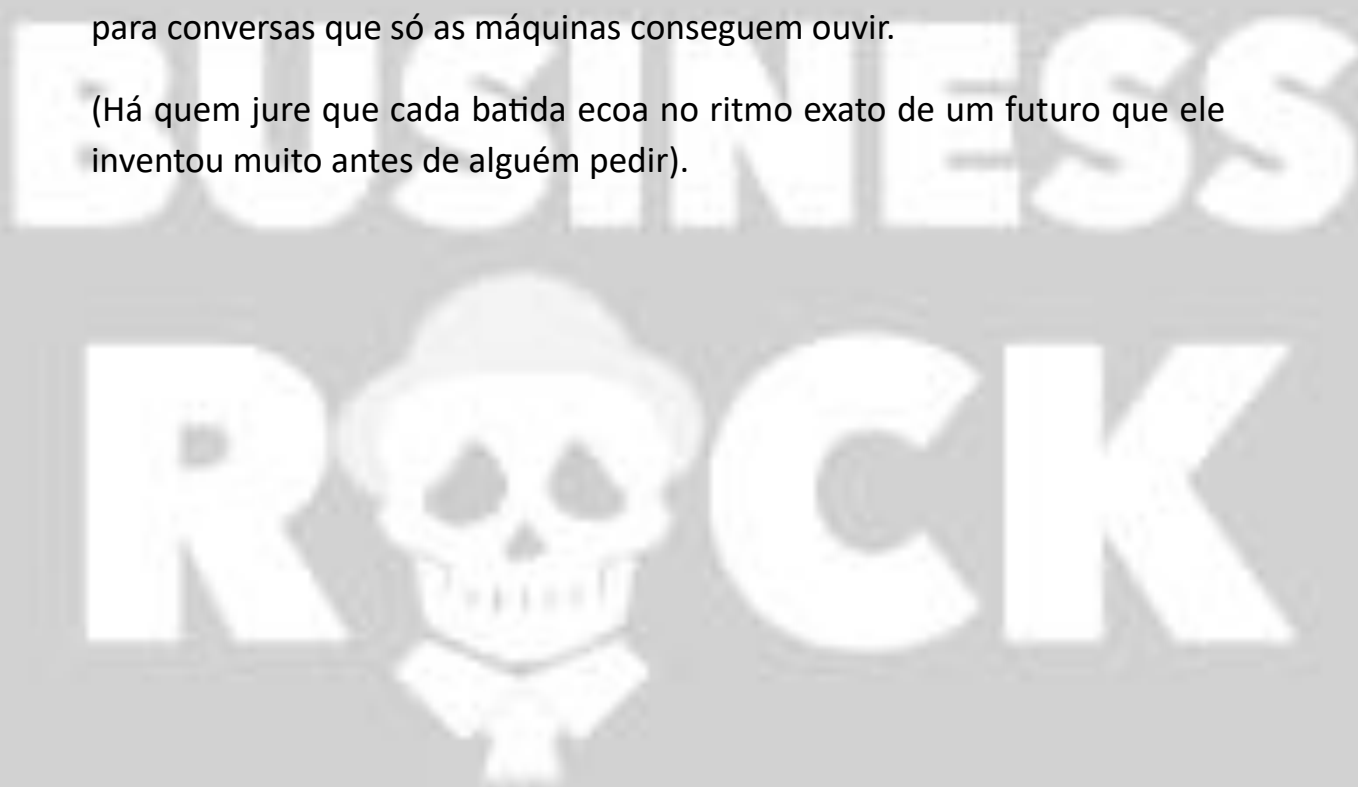 para conversas que só as máquinas conseguem ouvir.
(Há quem jure que cada batida ecoa no ritmo exato de um futuro que ele
inventou muito antes de alguém pedir).
BUSINESS
ROCK